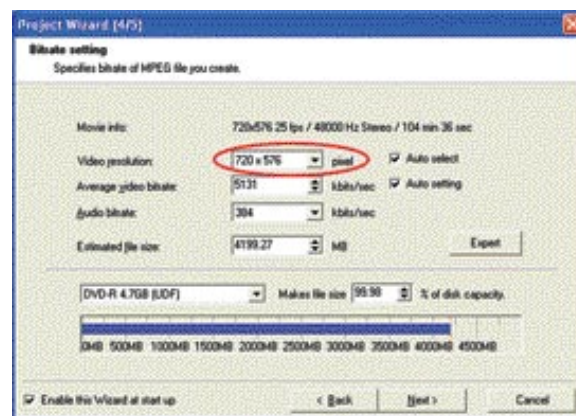 Project Wizard (4/5)
Bitrate setting
Specifies bitrate of MPEG file you create.
Movie info: 720x576 25 fps / 48000 Hz Stereo / 104 min 36 sec
Video resolution: 720 x 576 pixel Auto select
Average video bitrate: 5131 kbits/sec Auto setting
Audio bitrate: 384 kbits/sec
Estimated file size: 4199.27 MB Expert
DVD-R 4.7GB (UDF) Makes file size 99.98 % of disk capacity.
0MB 500MB 1000MB 1500MB 2000MB 2500MB 3000MB 3500MB 4000MB 4500MB
Enable this Wizard at start up < Back Next > Cancel